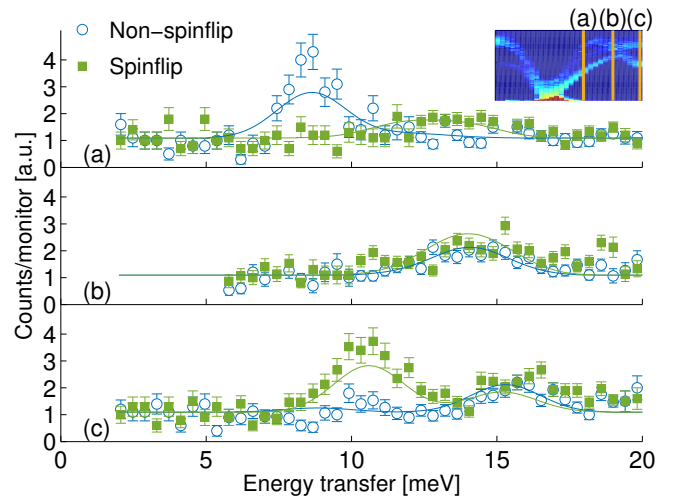 (a)(b)(c)
Non-spinflip
Spinflip
4
3
2
1
0
(a)
4
3
2
1
0
(b)
4
3
2
1
0
(c)
Counts/monitor [a.u.]
0 5 10 15 20
Energy transfer [meV]